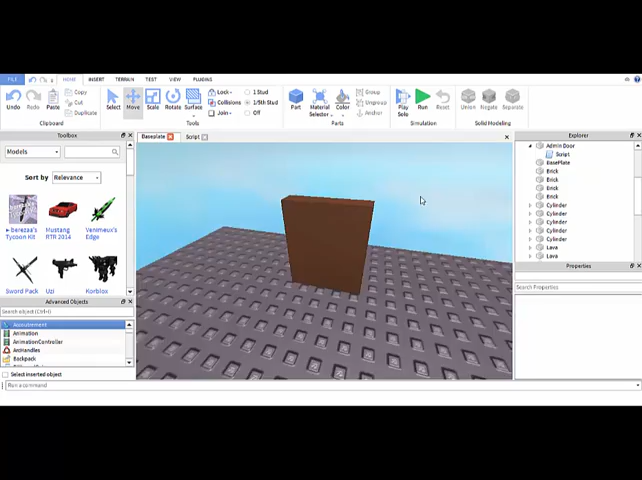 FILE HOME INSERT TERRAIN TEST VIEW PLUGINS
Undo Redo Paste Copy Cut Duplicate Select Move Scale Rotate Surface Lock Collisions Join 1 Stud 1/5th Stud Off Part Material Selector Color Group Ungroup Anchor Play Solo Run Reset Union Negate Separate
Clipboard Tools Parts Simulation Solid Modeling
Toolbox
Models
Sort by Relevance
berezaa's Tycoon Kit
Mustang RTR 2014
Venimeux's Edge
Sword Pack
Uzi
Korblox
Advanced Objects
Search object (Ctrl+I)
Accoutrement
Animation
AnimationController
ArcHandles
Backpack
Select inserted object
Run a command
Baseplate
Script
Explorer
Admin Door
Script
BasePlate
Brick
Brick
Brick
Brick
Cylinder
Cylinder
Cylinder
Cylinder
Cylinder
Lava
Lava
Properties
Search Properties